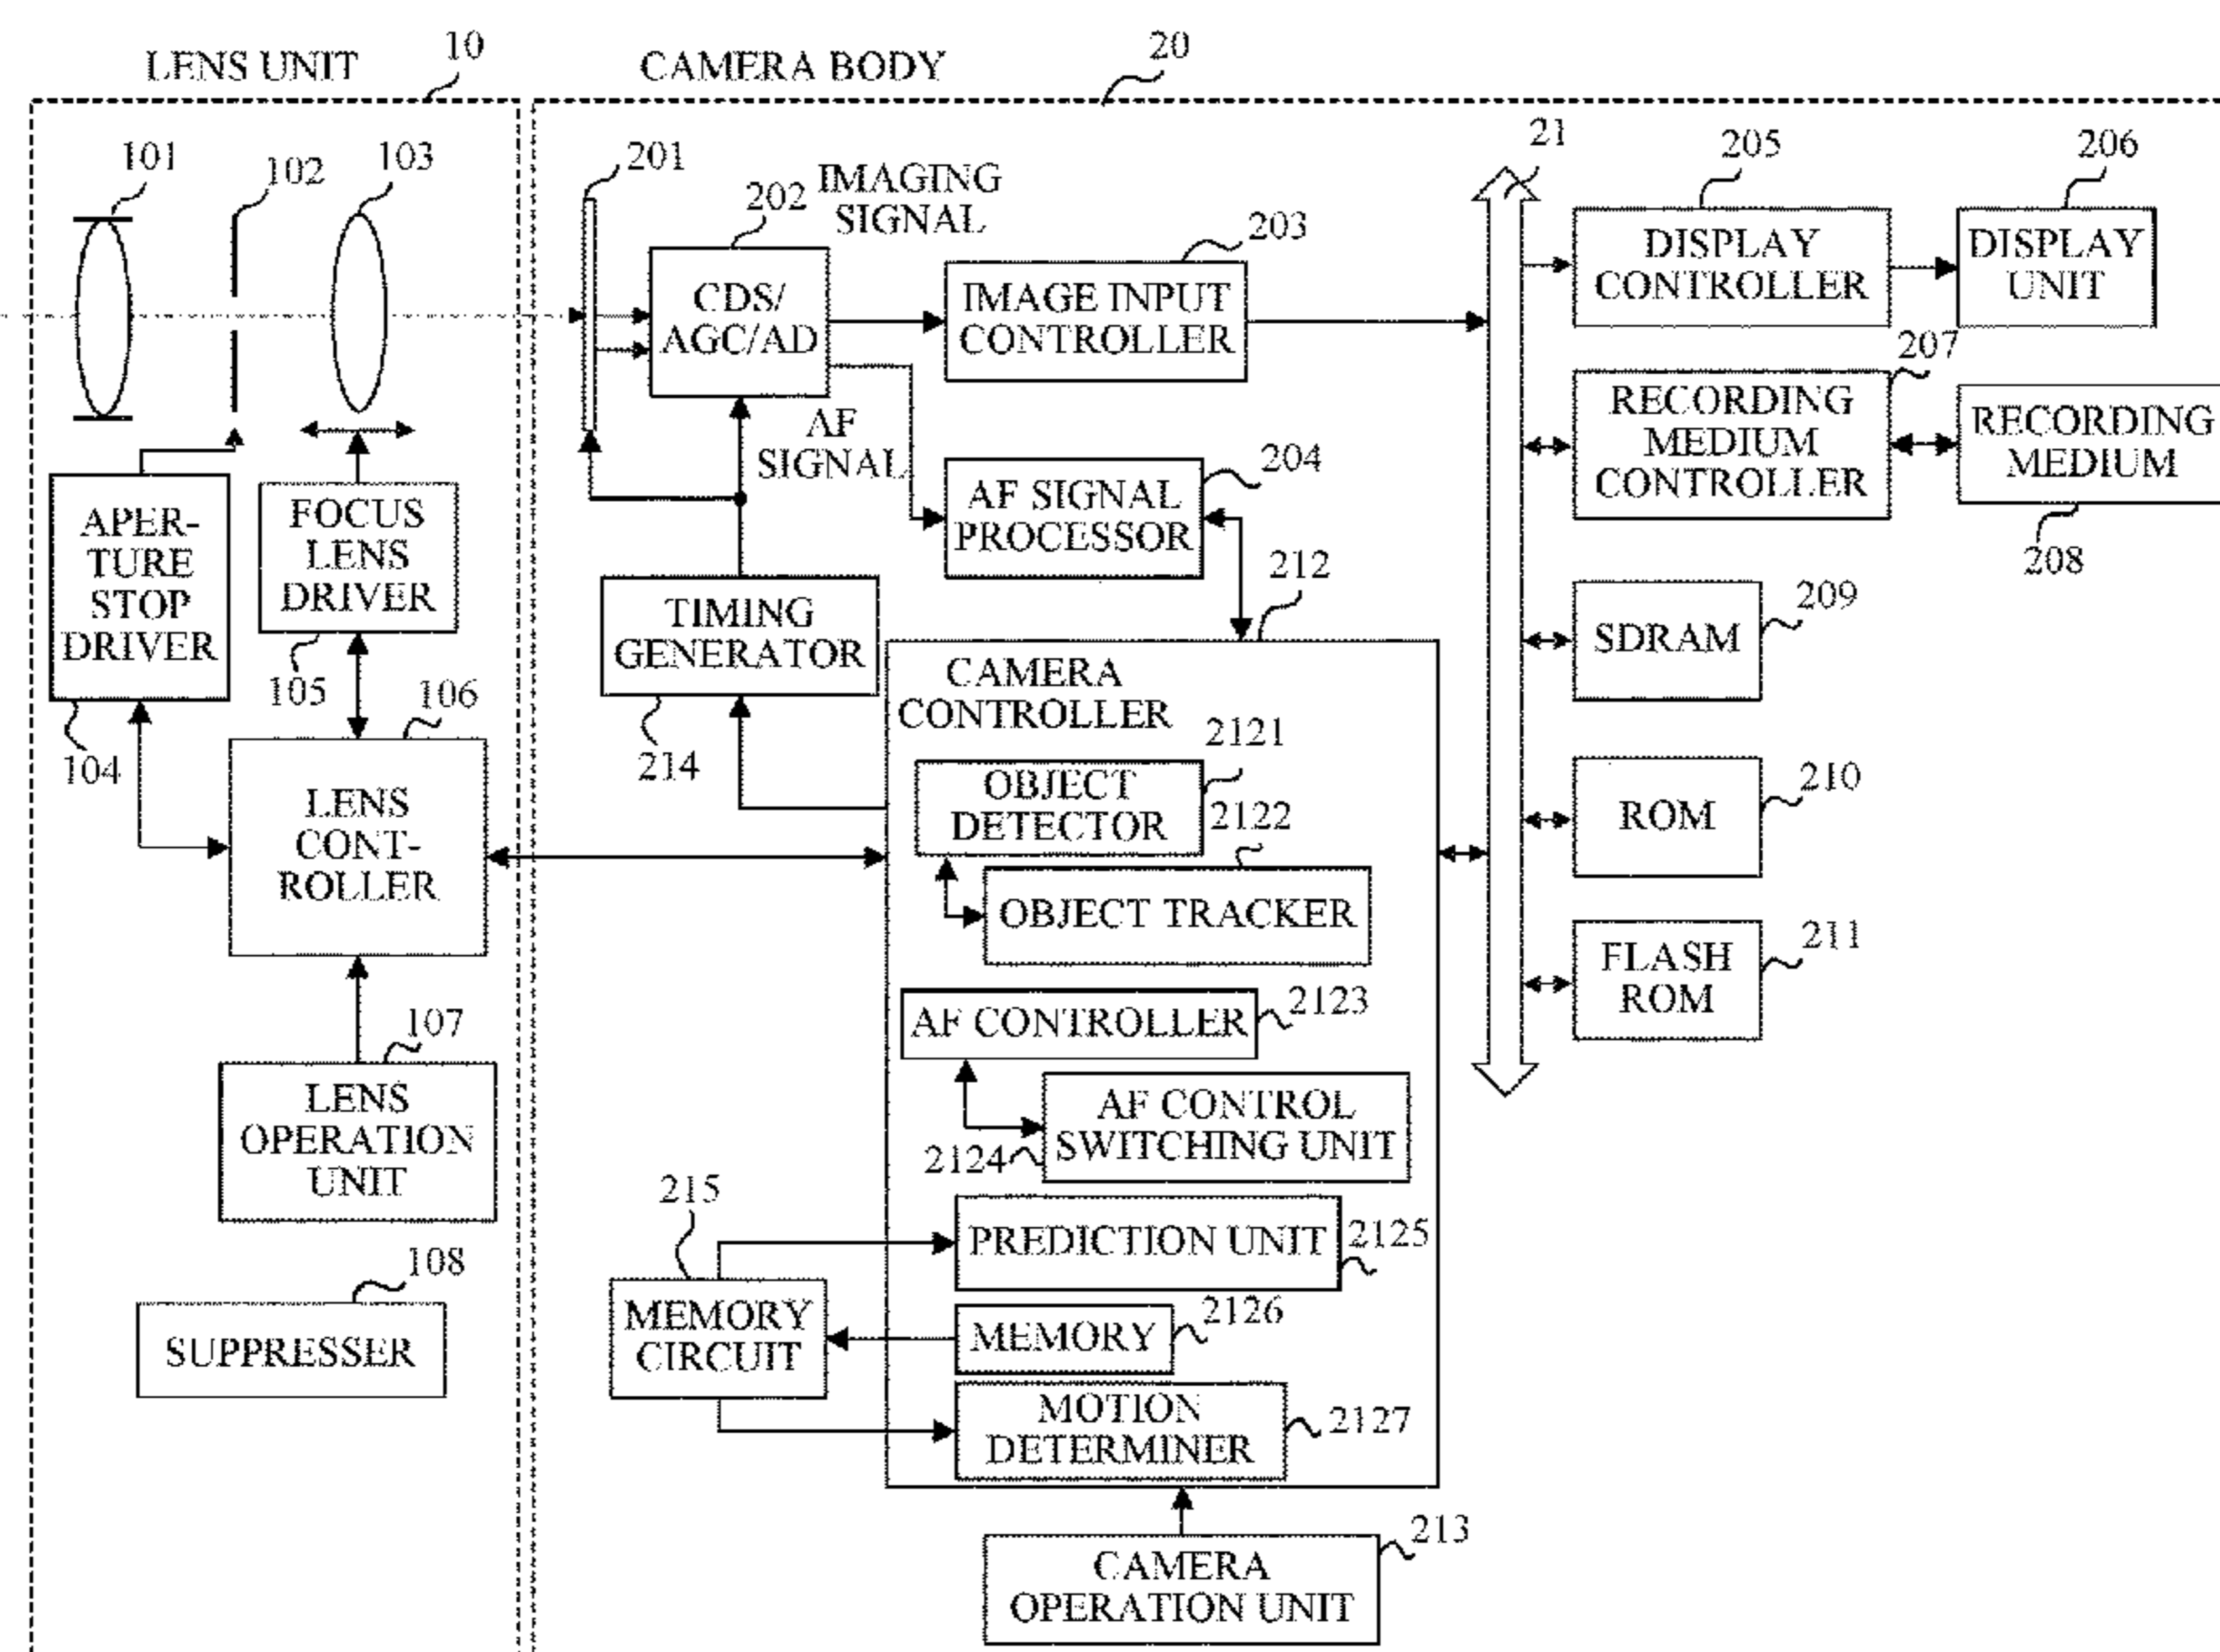 LENS UNIT
10
CAMERA BODY
20
101
102
103
APER-
TURE
STOP
DRIVER
104
FOCUS
LENS
DRIVER
105
106
LENS
CONT-
ROLLER
107
LENS
OPERATION
UNIT
108
SUPPRESSER
201
202
IMAGING
SIGNAL
CDS/
AGC/AD
203
IMAGE INPUT
CONTROLLER
AF
SIGNAL
204
AF SIGNAL
PROCESSOR
TIMING
GENERATOR
214
212
CAMERA
CONTROLLER
2121
OBJECT
DETECTOR
2122
OBJECT TRACKER
2123
AF CONTROLLER
AF CONTROL
SWITCHING UNIT
2124
215
MEMORY
CIRCUIT
PREDICTION UNIT
2125
2126
MEMORY
MOTION
DETERMINER
2127
213
CAMERA
OPERATION UNIT
21
205
DISPLAY
CONTROLLER
206
DISPLAY
UNIT
207
RECORDING
MEDIUM
CONTROLLER
RECORDING
MEDIUM
208
SDRAM
209
ROM
210
FLASH
ROM
211